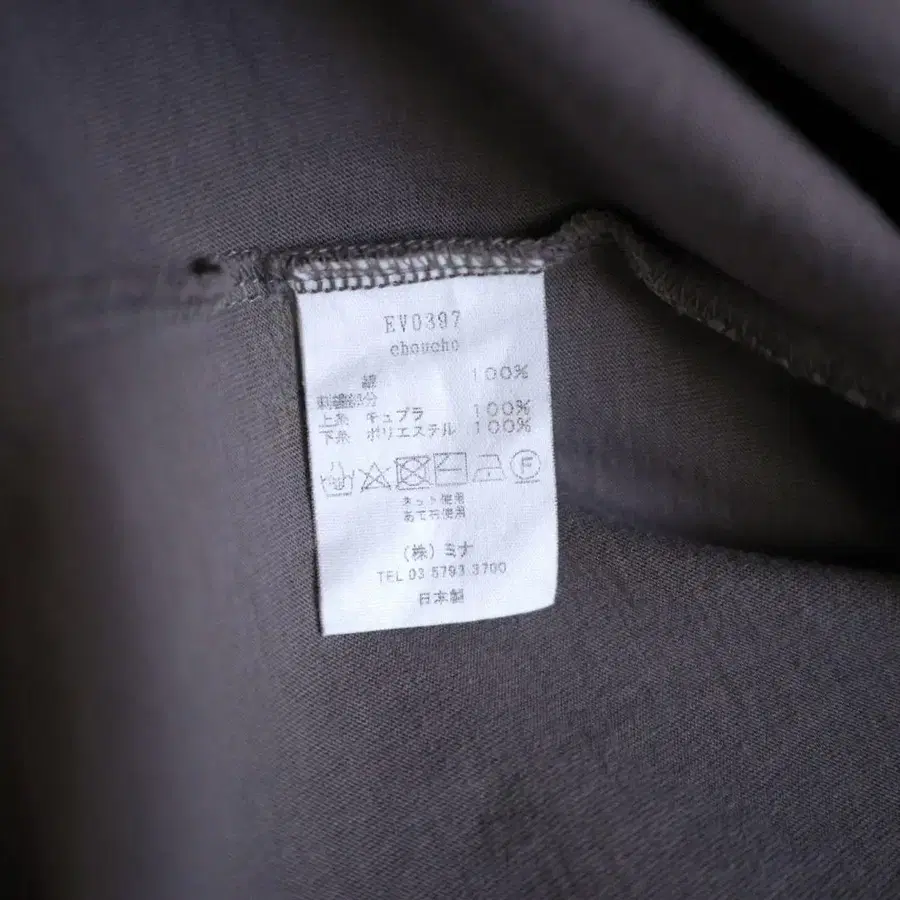 EV0397
choucho
綿 100%
刺繍部分
上糸 キュプラ 100%
下糸 ポリエステル 100%
F
ネット使用
あて布使用
(株)ミナ
TEL 03 5793 3700
日本製